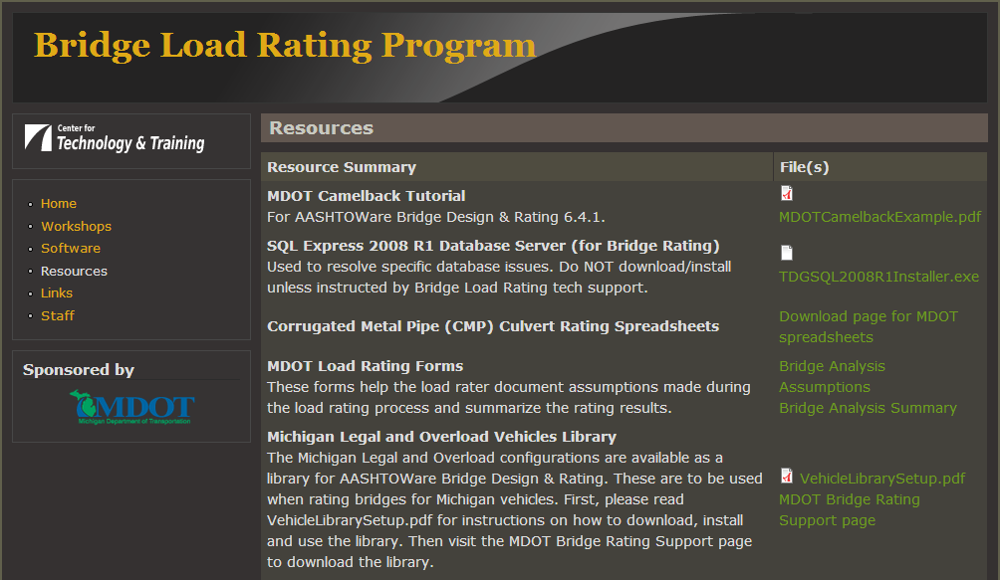 Bridge Load Rating Program
Center for
Technology & Training
Home
Workshops
Software
Resources
Links
Staff
Sponsored by
MDOT
Michigan Department of Transportation
Resources
Resource Summary
File(s)
MDOT Camelback Tutorial
For AASHTOWare Bridge Design & Rating 6.4.1.
MDOTCamelbackExample.pdf
SQL Express 2008 R1 Database Server (for Bridge Rating)
Used to resolve specific database issues. Do NOT download/install
unless instructed by Bridge Load Rating tech support.
TDGSQL2008R1Installer.exe
Corrugated Metal Pipe (CMP) Culvert Rating Spreadsheets
Download page for MDOT
spreadsheets
MDOT Load Rating Forms
These forms help the load rater document assumptions made during
the load rating process and summarize the rating results.
Bridge Analysis
Assumptions
Bridge Analysis Summary
Michigan Legal and Overload Vehicles Library
The Michigan Legal and Overload configurations are available as a
library for AASHTOWare Bridge Design & Rating. These are to be used
when rating bridges for Michigan vehicles. First, please read
VehicleLibrarySetup.pdf for instructions on how to download, install
and use the library. Then visit the MDOT Bridge Rating Support page
to download the library.
VehicleLibrarySetup.pdf
MDOT Bridge Rating
Support page